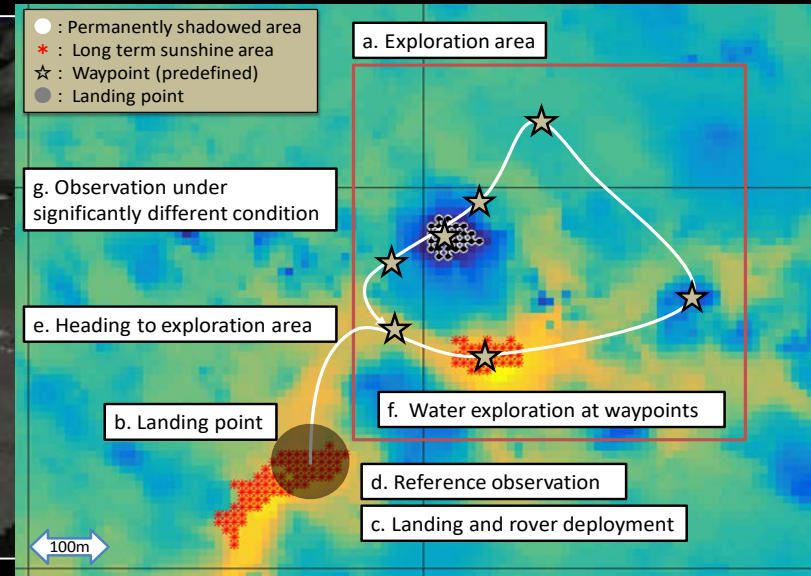 : Permanently shadowed area
* : Long term sunshine area
☆ : Waypoint (predefined)
: Landing point
a. Exploration area
g. Observation under
significantly different condition
e. Heading to exploration area
b. Landing point
f. Water exploration at waypoints
d. Reference observation
c. Landing and rover deployment
100m